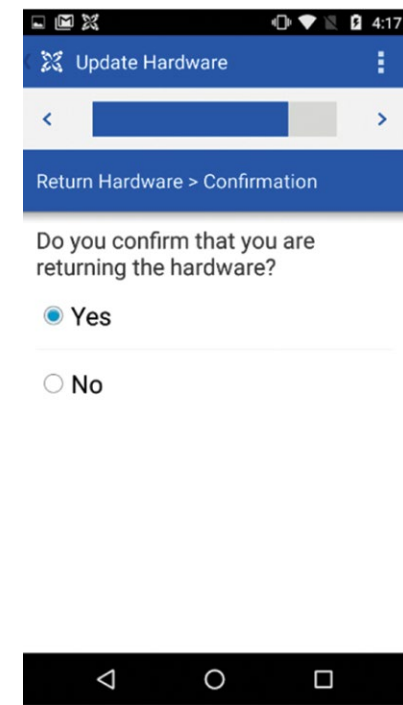 4:17
Update Hardware
Return Hardware > Confirmation
Do you confirm that you are
returning the hardware?
Yes
No